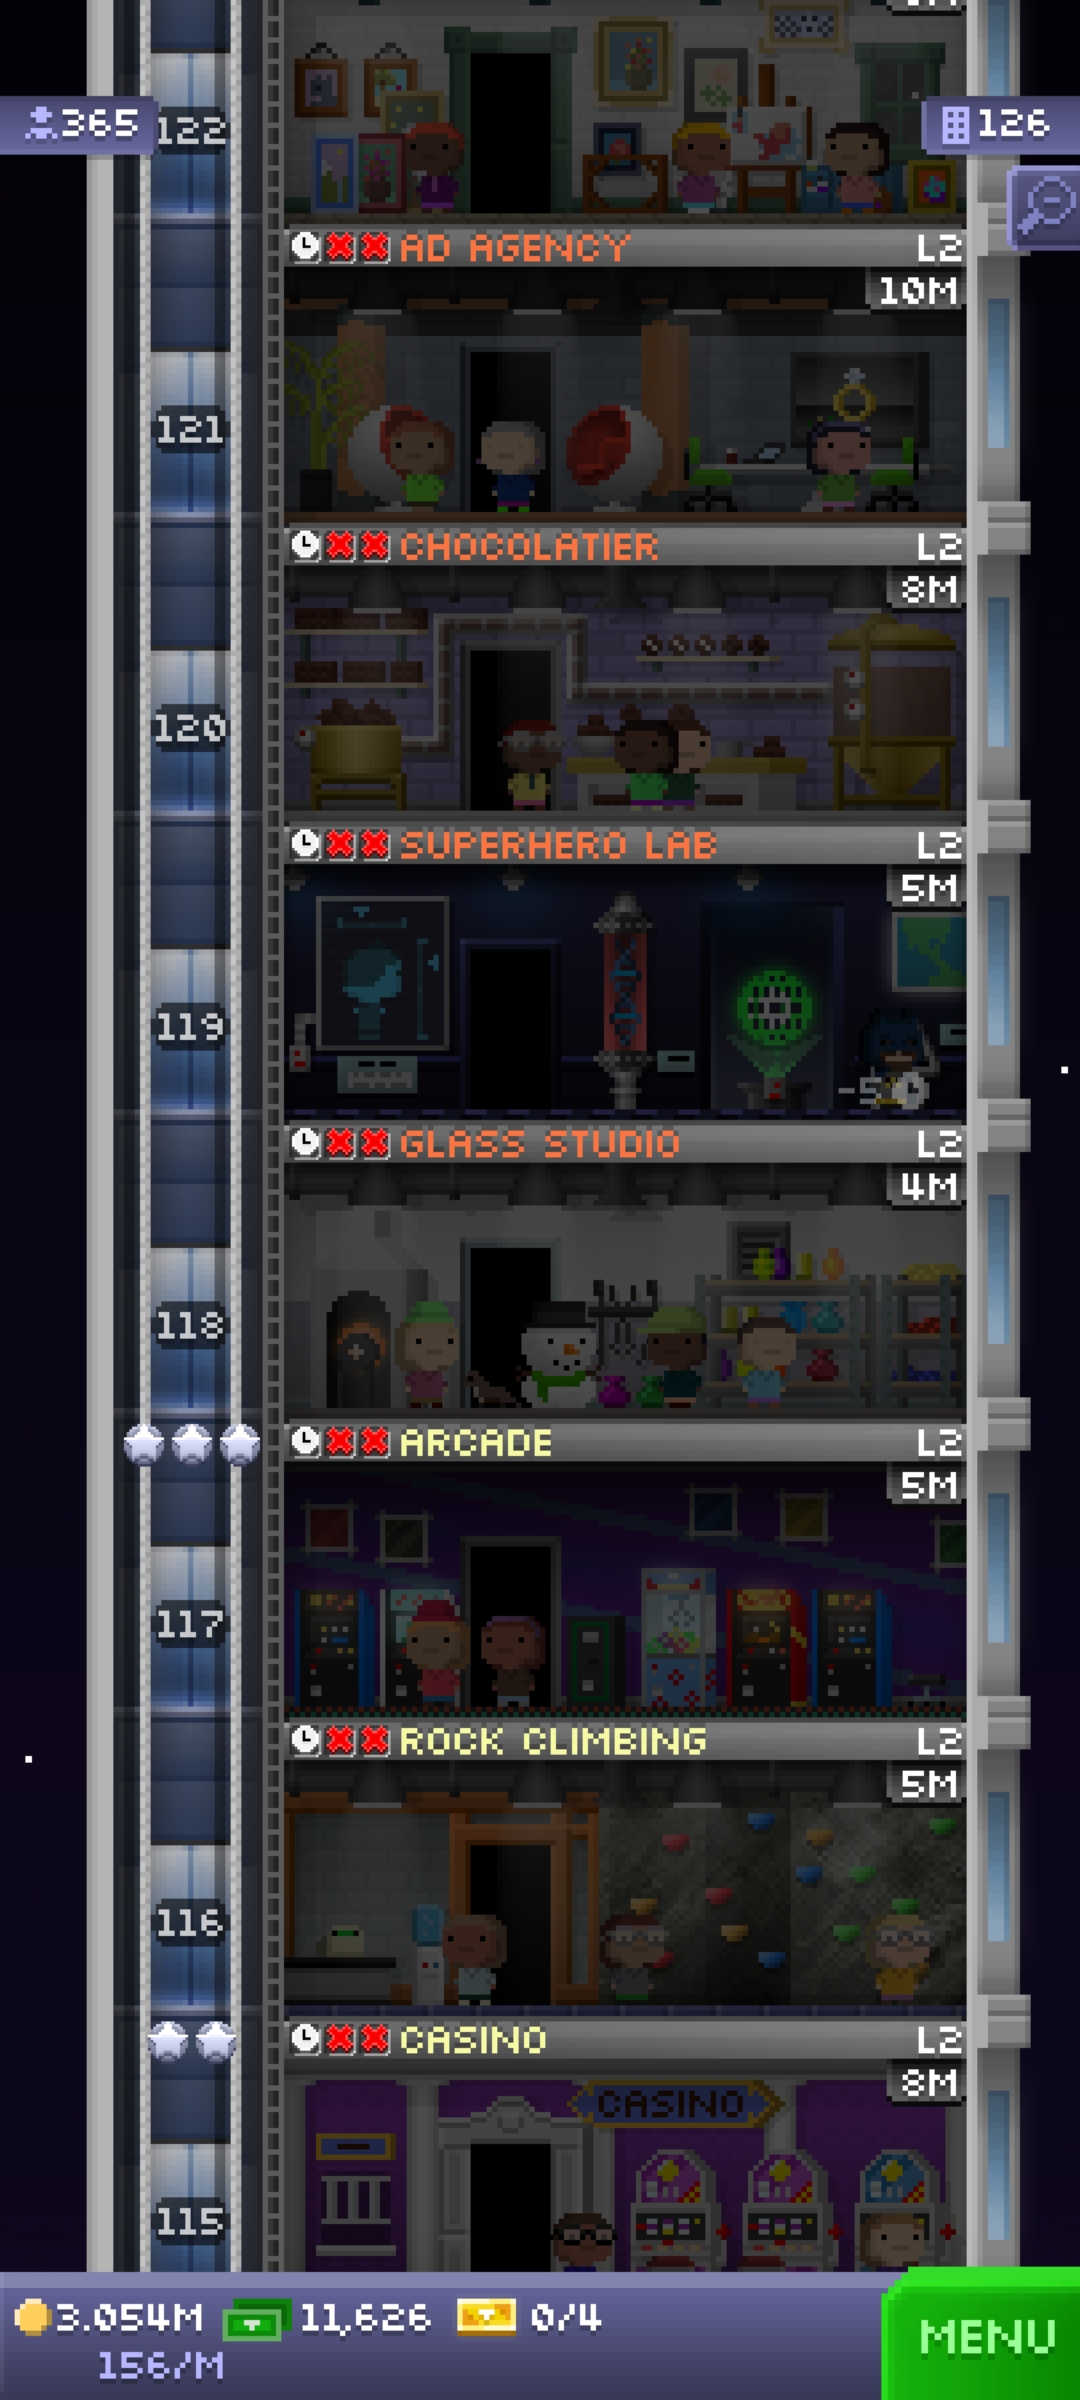 365
122
126
AD AGENCY L2
10M
121
CHOCOLATIER L2
8M
120
SUPERHERO LAB L2
5M
119
GLASS STUDIO L2
4M
118
ARCADE L2
5M
117
ROCK CLIMBING L2
5M
116
CASINO L2
8M
CASINO
115
3.054M 11,626 0/4
156/M
MENU